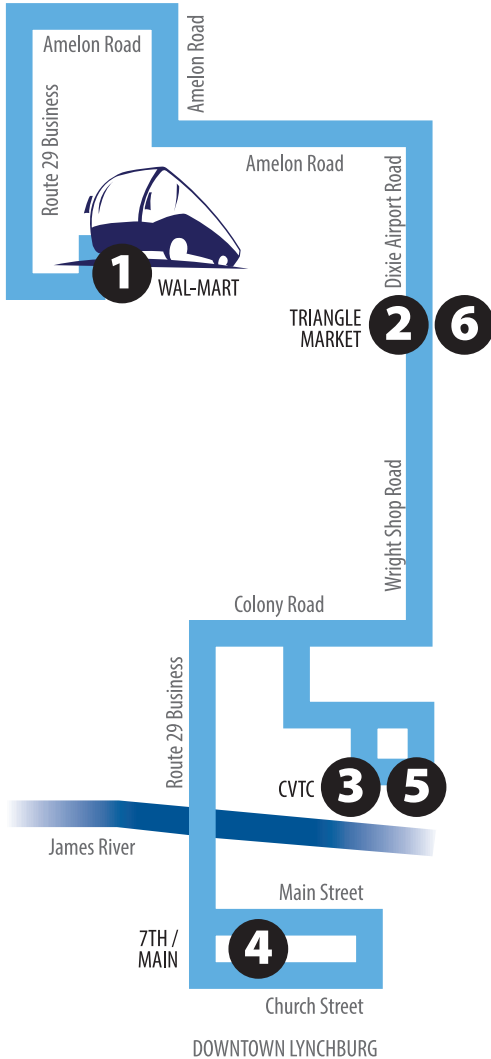 Amelon Road
Amelon Road
Route 29 Business
Amelon Road
Dixie Airport Road
1
WAL-MART
TRIANGLE
MARKET
2
6
Wright Shop Road
Colony Road
Route 29 Business
CVTC
3
5
James River
Main Street
7TH /
MAIN
4
Church Street
DOWNTOWN LYNCHBURG